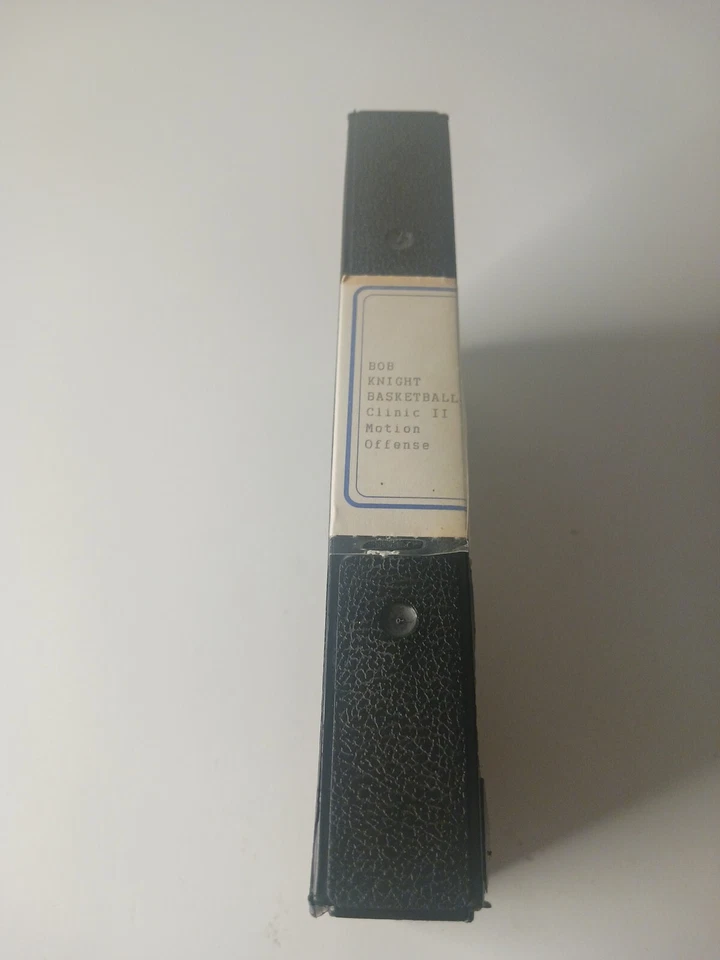 BOB
KNIGHT
BASKETBALL
Clinic II
Motion
Offense